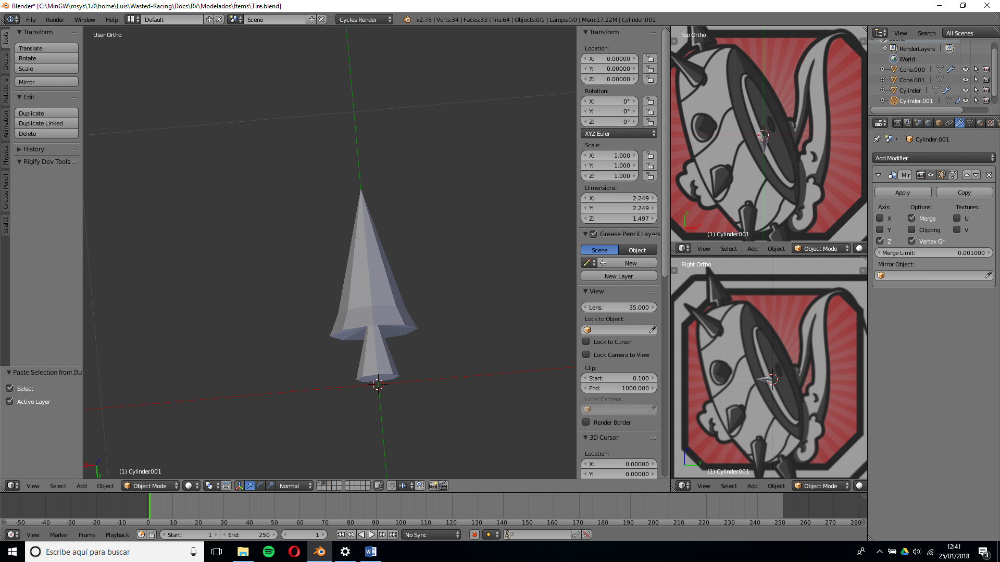 Blender* [C:\MinGW\msys\1.0\home\Luis\Wasted-Racing\Docs\RV\Modelados\Ítems\Tire.blend]
File Render Window Help Default Scene Cycles Render v2.78 | Verts:34 | Faces:33 | Tris:64 | Objects:0/1 | Lamps:0/0 | Mem:17.22M | Cylinder.001
Tools
Create
Relations
Animation
Physics
Grease Pencil
Sculpt
Transform
Translate
Rotate
Scale
Mirror
Edit
Duplicate
Duplicate Linked
Delete
History
Rigify Dev Tools
Paste Selection from Bu
Select
Active Layer
User Ortho
(1) Cylinder.001
View Select Add Object Object Mode Normal
Transform
Location:
X: 0.00000
Y: 0.00000
Z: 0.00000
Rotation:
X: 0°
Y: 0°
Z: 0°
XYZ Euler
Scale:
X: 1.000
Y: 1.000
Z: 1.000
Dimensions:
X: 2.249
Y: 2.249
Z: 1.497
Grease Pencil Layers
Scene Object
New
New Layer
View
Lens: 35.000
Lock to Object:
Lock to Cursor
Lock Camera to View
Clip:
Start: 0.100
End: 1000.000
Local Camera:
Render Border
3D Cursor
Location:
X: 0.00000
Y: 0.00000
Top Ortho
(1) Cylinder.001
View Select Add Object Object Mode
Right Ortho
(1) Cylinder.001
View Select Add Object Object Mode
View Search All Scenes
RenderLayers
World
Cone.000
Cone.001
Cylinder
Cylinder.001
Cylinder.001
Add Modifier
Mir
Apply Copy
Axis: Options: Textures:
X Merge U
Y Clipping V
Z Vertex Gr
Merge Limit: 0.001000
Mirror Object:
-50 -40 -30 -20 -10 0 10 20 30 40 50 60 70 80 90 100 110 120 130 140 150 160 170 180 190 200 210 220 230 240 250 260 270 280
View Marker Frame Playback Start: 1 End: 250 1 No Sync
Escribe aquí para buscar
12:41
25/01/2018
3